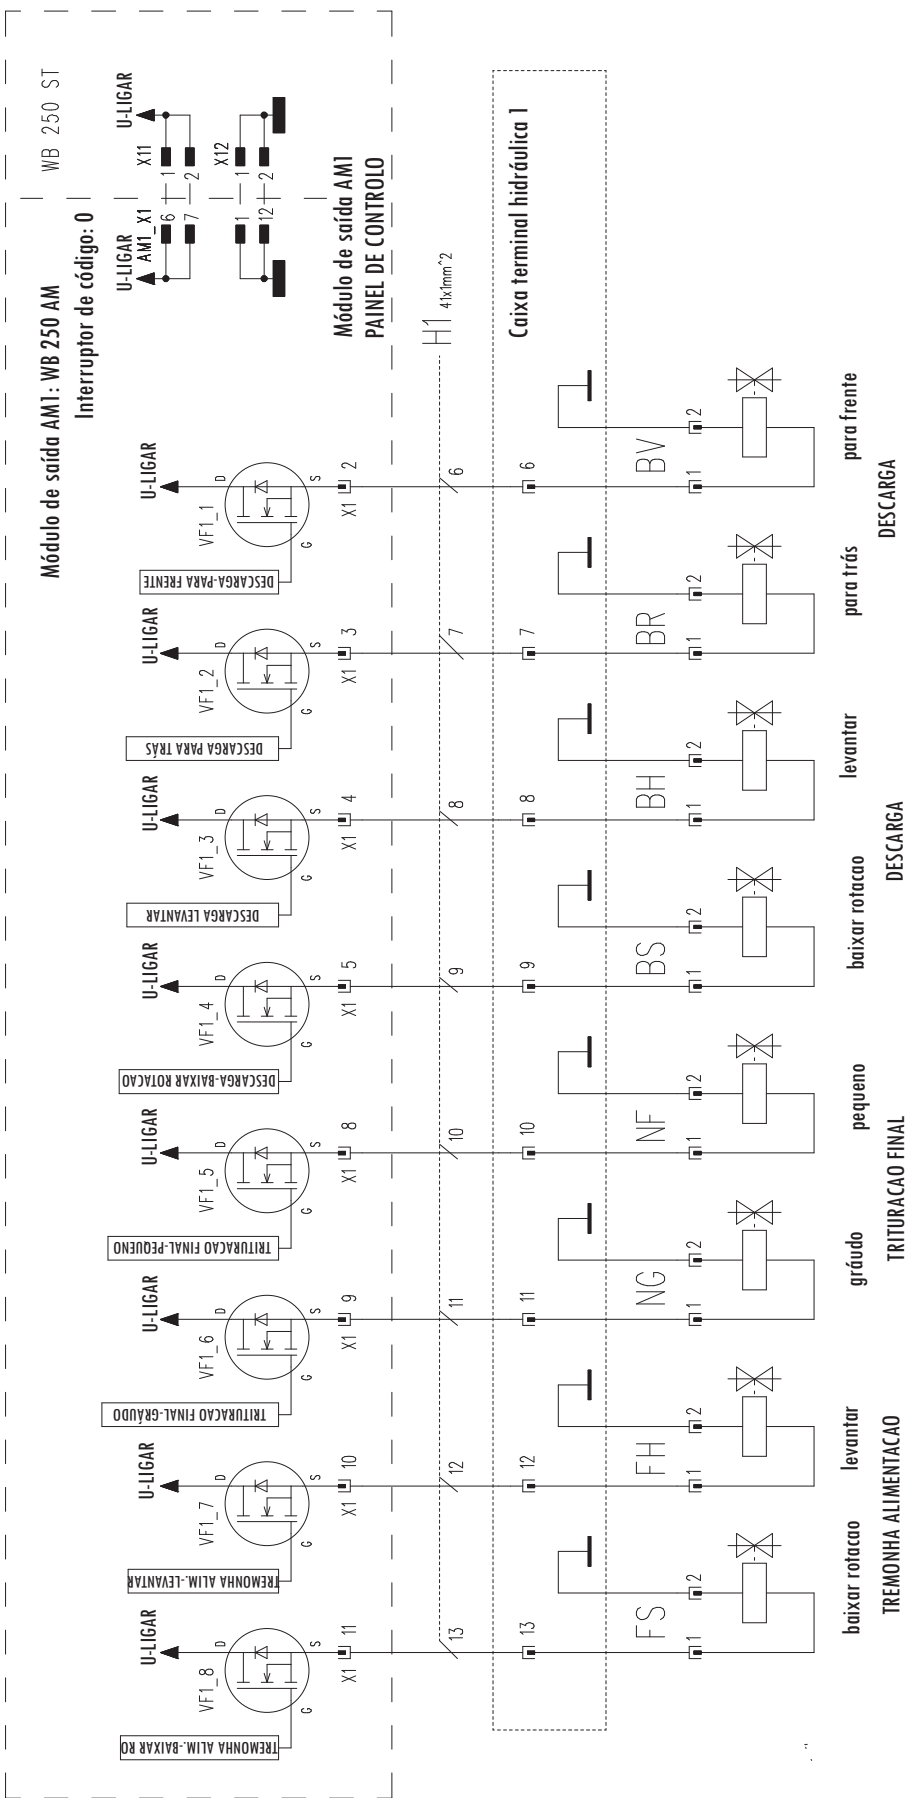 WB 250 ST
U-LIGAR
X11
1
2
X12
1
2
Módulo de saída AM1: WB 250 AM
Interruptor de código: 0
U-LIGAR
AM1_X1
6
7
1
12
Módulo de saída AM1
PAINEL DE CONTROLO
H1 41x1mm^2
Caixa terminal hidráulica 1
TREMONHA ALIM.-BAIXAR RO
U-LIGAR
VF1_8
D
S
G
X1
11
13
13
FS
1
2
baixar rotacao
TREMONHA ALIM.-LEVANTAR
U-LIGAR
VF1_7
D
S
G
X1
10
12
12
FH
1
2
levantar
TREMONHA ALIMENTACAO
TRITURACAO FINAL-GRÁUDO
U-LIGAR
VF1_6
D
S
G
X1
9
11
11
NG
1
2
gráudo
TRITURACAO FINAL-PEQUENO
U-LIGAR
VF1_5
D
S
G
X1
8
10
10
NF
1
2
pequeno
TRITURACAO FINAL
DESCARGA-BAIXAR ROTACAO
U-LIGAR
VF1_4
D
S
G
X1
5
9
9
BS
1
2
baixar rotacao
DESCARGA LEVANTAR
U-LIGAR
VF1_3
D
S
G
X1
4
8
8
BH
1
2
levantar
DESCARGA
DESCARGA PARA TRÁS
U-LIGAR
VF1_2
D
S
G
X1
3
7
7
BR
1
2
para trás
DESCARGA-PARA FRENTE
U-LIGAR
VF1_1
D
S
G
X1
2
6
6
BV
1
2
para frente
DESCARGA